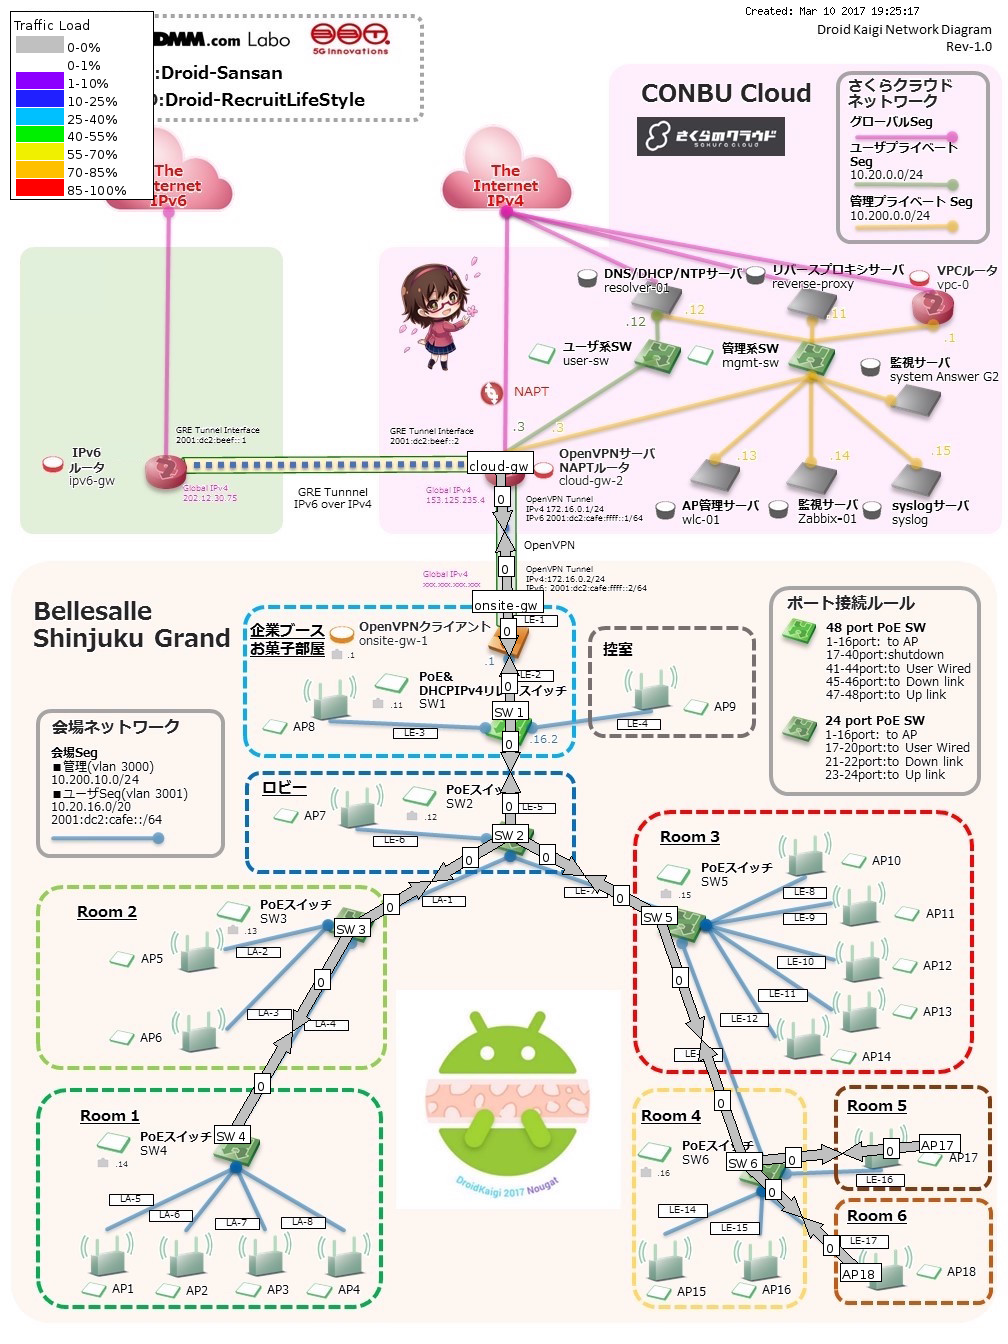 Created: Mar 10 2017 19:25:17
Droid Kaigi Network Diagram
Rev-1.0
Traffic Load
0-0%
0-1%
1-10%
10-25%
25-40%
40-55%
55-70%
70-85%
85-100%
DMM.com Labo
5G innovations
:Droid-Sansan
:Droid-RecruitLifeStyle
The
Internet
IPv6
The
Internet
IPv4
CONBU Cloud
さくらのクラウド
SAKURA CLOUD
さくらクラウド
ネットワーク
グローバルSeg
ユーザプライベート
Seg
10.20.0.0/24
管理プライベート Seg
10.200.0.0/24
DNS/DHCP/NTPサーバ
resolver-01
リバースプロキシサーバ
reverse-proxy
VPCルータ
vpc-0
.12
.12
.11
.1
ユーザ系SW
user-sw
管理系SW
mgmt-sw
監視サーバ
system Answer G2
NAPT
.3
.3
.13
.14
.15
AP管理サーバ
wlc-01
監視サーバ
Zabbix-01
syslogサーバ
syslog
GRE Tunnel Interface
2001:dc2:beef::1
GRE Tunnel Interface
2001:dc2:beef::2
IPv6
ルータ
ipv6-gw
Global IPv4
202.12.30.75
GRE Tunnnel
IPv6 over IPv4
cloud-gw
Global IPv4
153.125.235.4
OpenVPNサーバ
NAPTルータ
cloud-gw-2
OpenVPN Tunnel
IPv4 172.16.0.1/24
IPv6 2001:dc2:cafe:ffff::1/64
0
OpenVPN
0
Global IPv4
xxx.xxx.xxx.xxx
OpenVPN Tunnel
IPv4:172.16.0.2/24
IPv6: 2001:dc2:cafe:ffff::2/64
Bellesalle
Shinjuku Grand
onsite-gw
LE-1
企業ブース
お菓子部屋
OpenVPNクライアント
onsite-gw-1
.1
0
.1
LE-2
PoE&
DHCPIPv4リレースイッチ
SW1
.11
0
SW 1
AP8
LE-3
0
.16.2
控室
AP9
LE-4
ポート接続ルール
48 port PoE SW
1-16port: to AP
17-40port:shutdown
41-44port:to User Wired
45-46port:to Down link
47-48port:to Up link
24 port PoE SW
1-16port: to AP
17-20port:to User Wired
21-22port:to Down link
23-24port:to Up link
会場ネットワーク
会場Seg
■管理(vlan 3000)
10.200.10.0/24
■ユーザSeg(vlan 3001)
10.20.16.0/20
2001:dc2:cafe::/64
ロビー
PoEスイッ
SW2
.12
AP7
LE-5
0
LE-6
SW 2
0
0
LA-1
LE-7
0
0
Room 2
PoEスイッチ
SW3
.13
SW 3
AP5
LA-2
AP6
LA-3
LA-4
0
0
Room 3
PoEスイッチ
SW5
.15
SW 5
LE-8
AP10
LE-9
AP11
LE-10
AP12
LE-11
AP13
LE-12
AP14
0
0
Room 1
PoEスイッチ
SW4
.14
SW 4
LA-5
LA-6
LA-7
LA-8
AP1
AP2
AP3
AP4
DroidKaigi 2017 Nougat
Room 4
PoEスイッチ
SW6
.16
SW 6
LE-14
LE-15
AP15
AP16
0
0
0
0
Room 5
AP17
AP17
LE-16
Room 6
LE-17
AP18
AP18